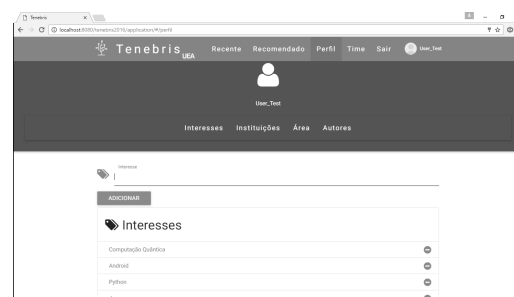 Tenebris
localhost:8080/tenebris2016/application/#/perfil
Tenebris UEA Recente Recomendado Perfil Time Sair User_Test
User_Test
Interesses Instituições Área Autores
Interesse
ADICIONAR
Interesses
Computação Quântica
Android
Python